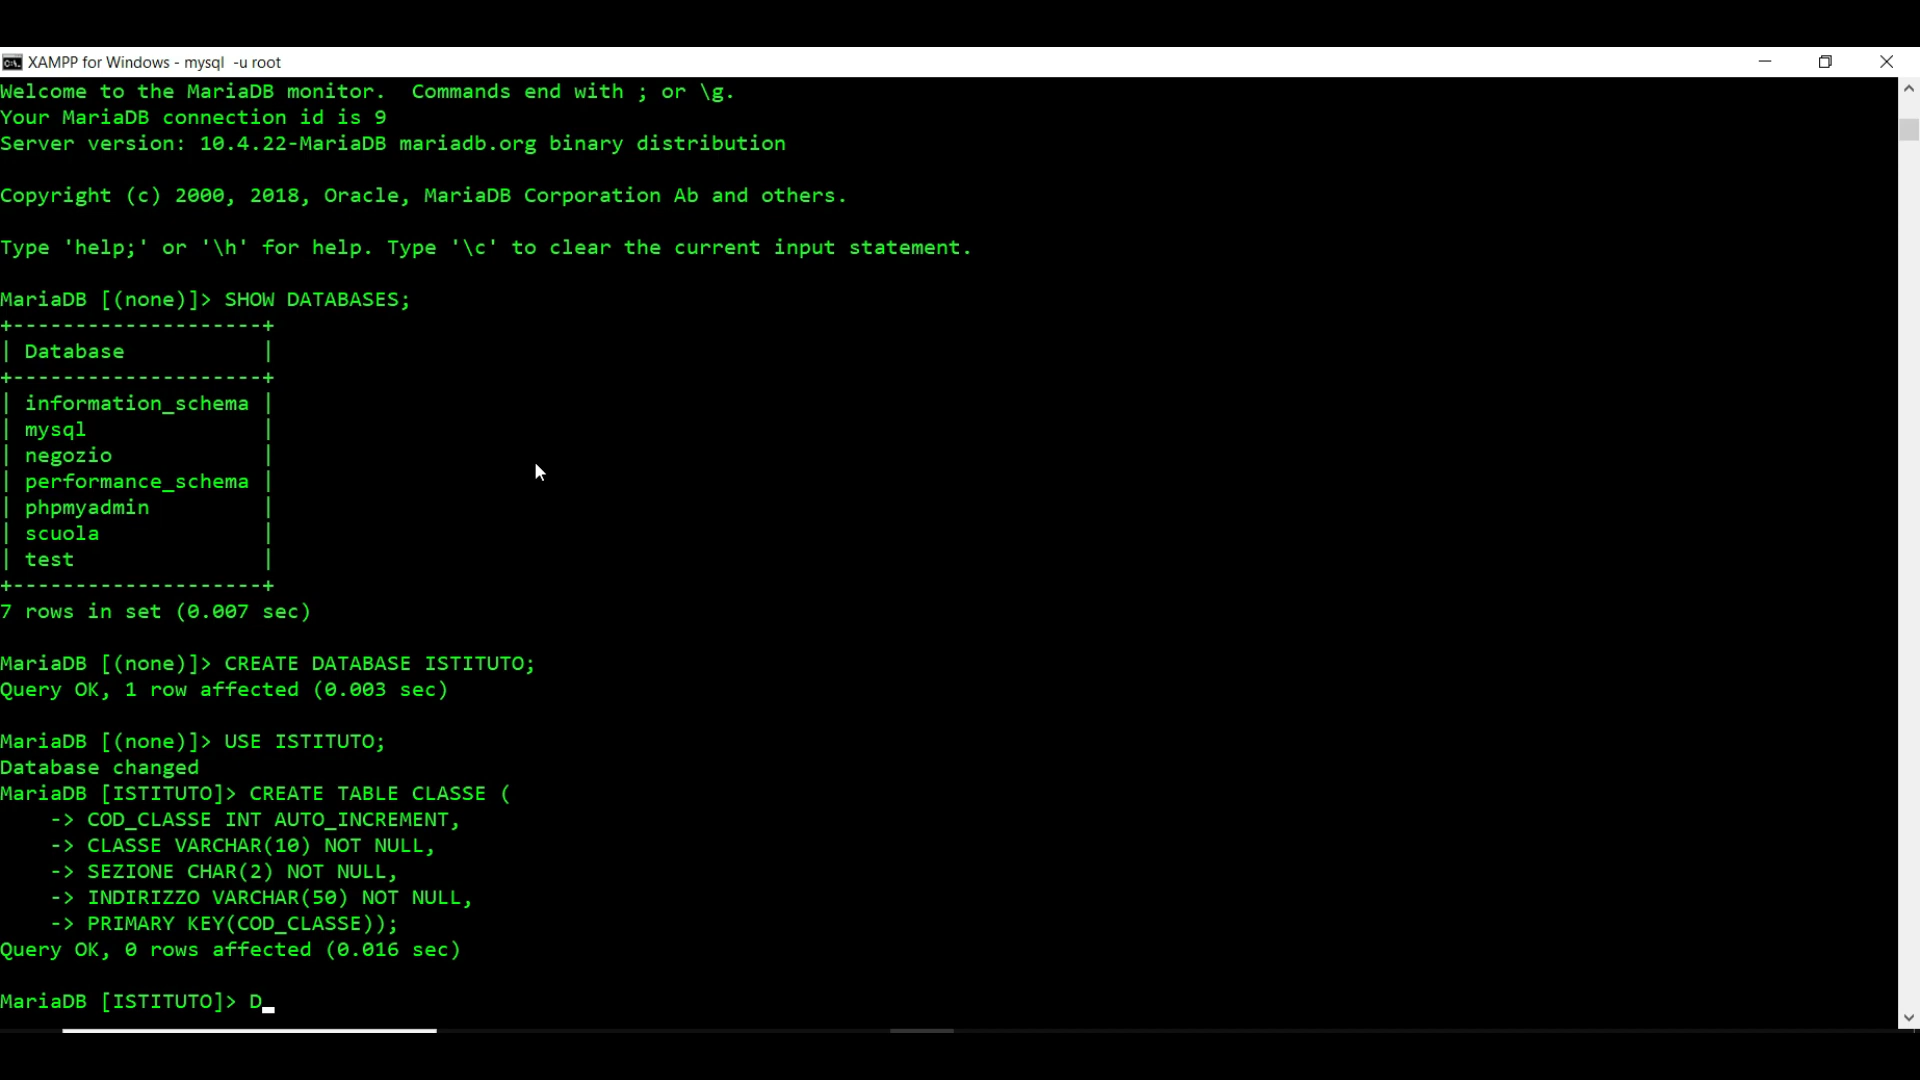 XAMPP for Windows - mysql  -u root
Welcome to the MariaDB monitor.  Commands end with ; or \g.
Your MariaDB connection id is 9
Server version: 10.4.22-MariaDB mariadb.org binary distribution
Copyright (c) 2000, 2018, Oracle, MariaDB Corporation Ab and others.
Type 'help;' or '\h' for help. Type '\c' to clear the current input statement.
MariaDB [(none)]> SHOW DATABASES;
+--------------------+
| Database           |
+--------------------+
| information_schema |
| mysql              |
| negozio            |
| performance_schema |
| phpmyadmin         |
| scuola             |
| test               |
+--------------------+
7 rows in set (0.007 sec)
MariaDB [(none)]> CREATE DATABASE ISTITUTO;
Query OK, 1 row affected (0.003 sec)
MariaDB [(none)]> USE ISTITUTO;
Database changed
MariaDB [ISTITUTO]> CREATE TABLE CLASSE (
    -> COD_CLASSE INT AUTO_INCREMENT,
    -> CLASSE VARCHAR(10) NOT NULL,
    -> SEZIONE CHAR(2) NOT NULL,
    -> INDIRIZZO VARCHAR(50) NOT NULL,
    -> PRIMARY KEY(COD_CLASSE));
Query OK, 0 rows affected (0.016 sec)
MariaDB [ISTITUTO]> D